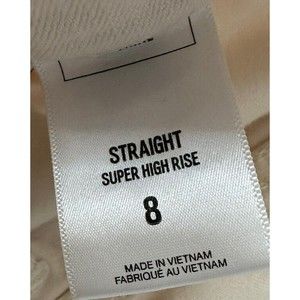 STRAIGHT
SUPER HIGH RISE
8
MADE IN VIETNAM
FABRIQUÉ AU VIETNAM